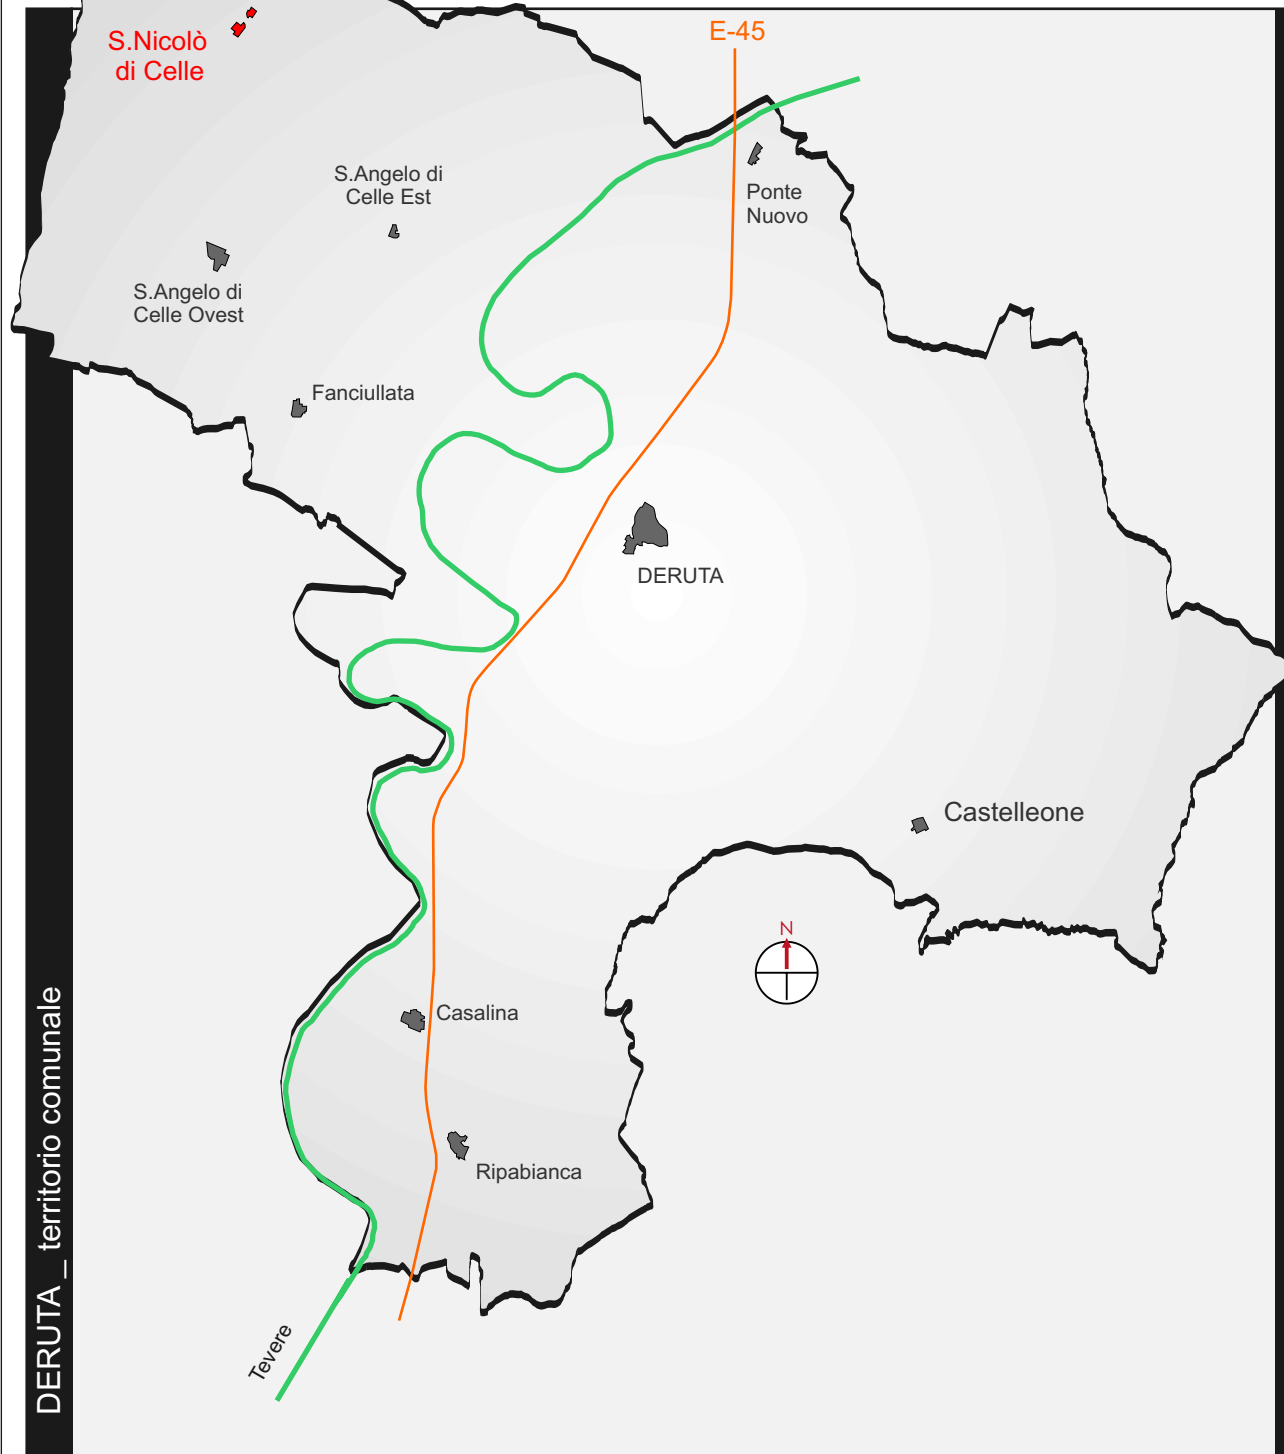 E-45
S.Nicolò
di Celle
S.Angelo di
Celle Est
Ponte
Nuovo
S.Angelo di
Celle Ovest
Fanciullata
DERUTA
Castelleone
N
Casalina
Ripabianca
Tevere
DERUTA _ territorio comunale